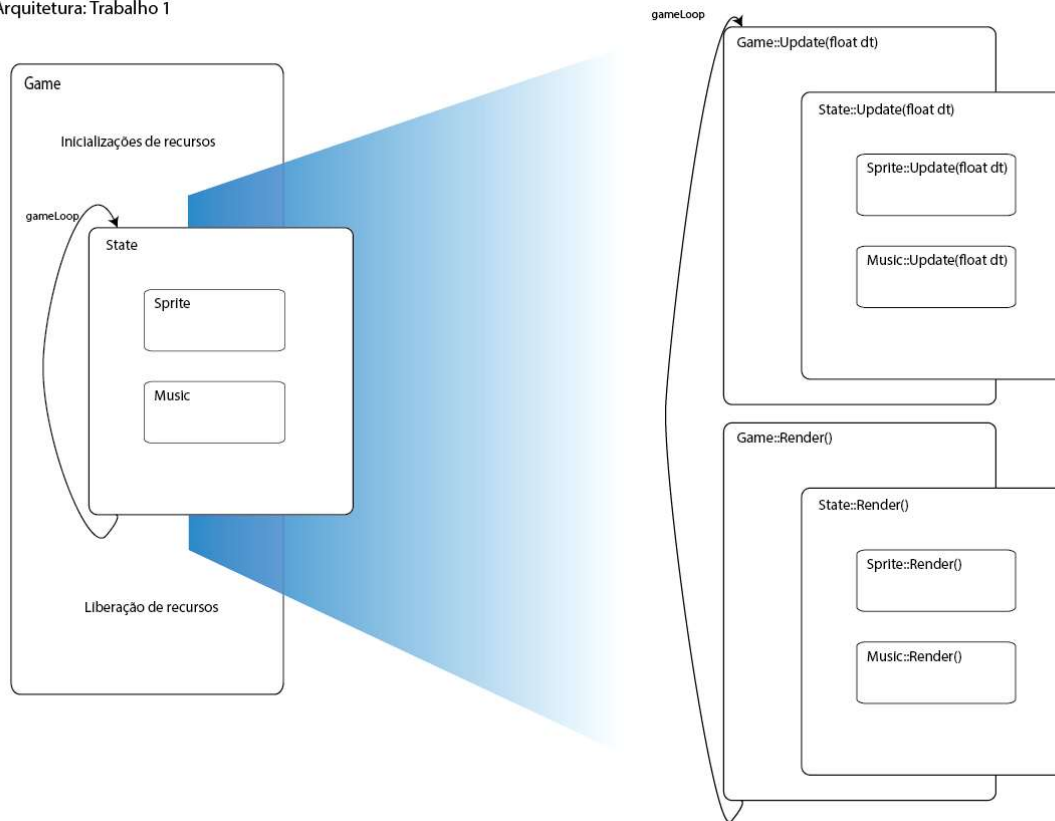 Arquitetura: Trabalho 1
Game
Inicializações de recursos
gameLoop
State
Sprite
Music
Liberação de recursos
gameLoop
Game::Update(float dt)
State::Update(float dt)
Sprite::Update(float dt)
Music::Update(float dt)
Game::Render()
State::Render()
Sprite::Render()
Music::Render()